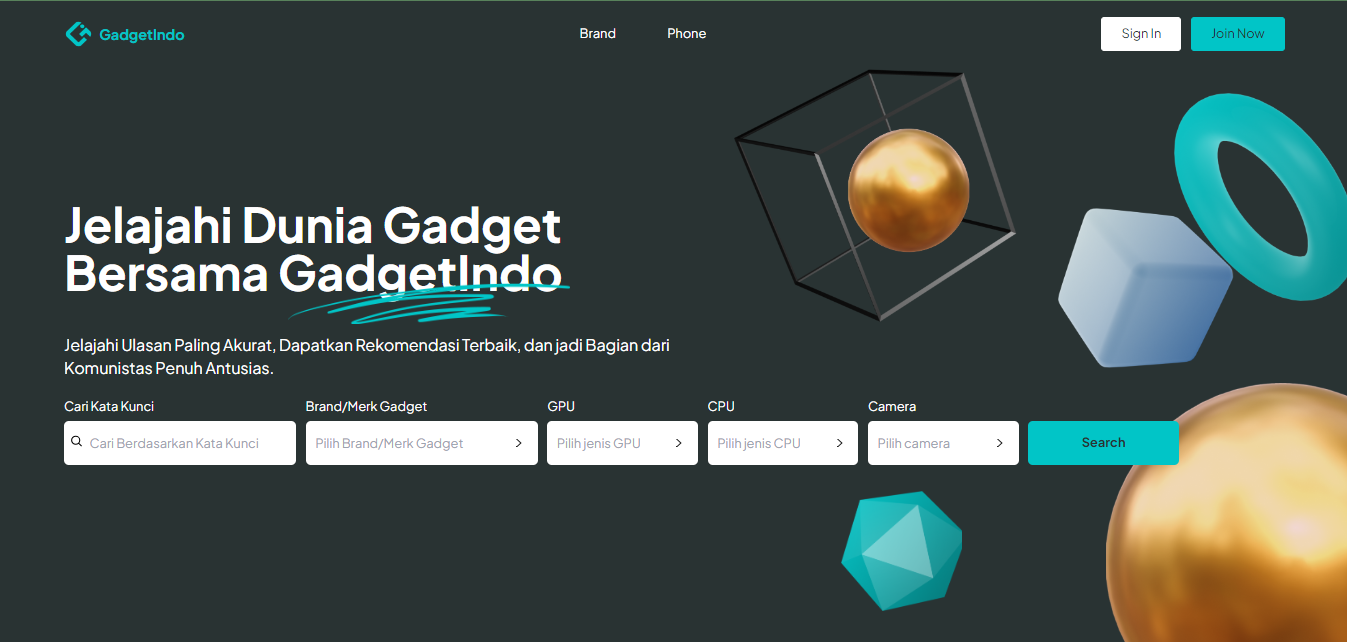 GadgetIndo
Brand
Phone
Sign In
Join Now
Jelajahi Dunia Gadget
Bersama GadgetIndo
Jelajahi Ulasan Paling Akurat, Dapatkan Rekomendasi Terbaik, dan jadi Bagian dari
Komunistas Penuh Antusias.
Cari Kata Kunci
Brand/Merk Gadget
GPU
CPU
Camera
Cari Berdasarkan Kata Kunci
Pilih Brand/Merk Gadget
Pilih jenis GPU
Pilih jenis CPU
Pilih camera
Search